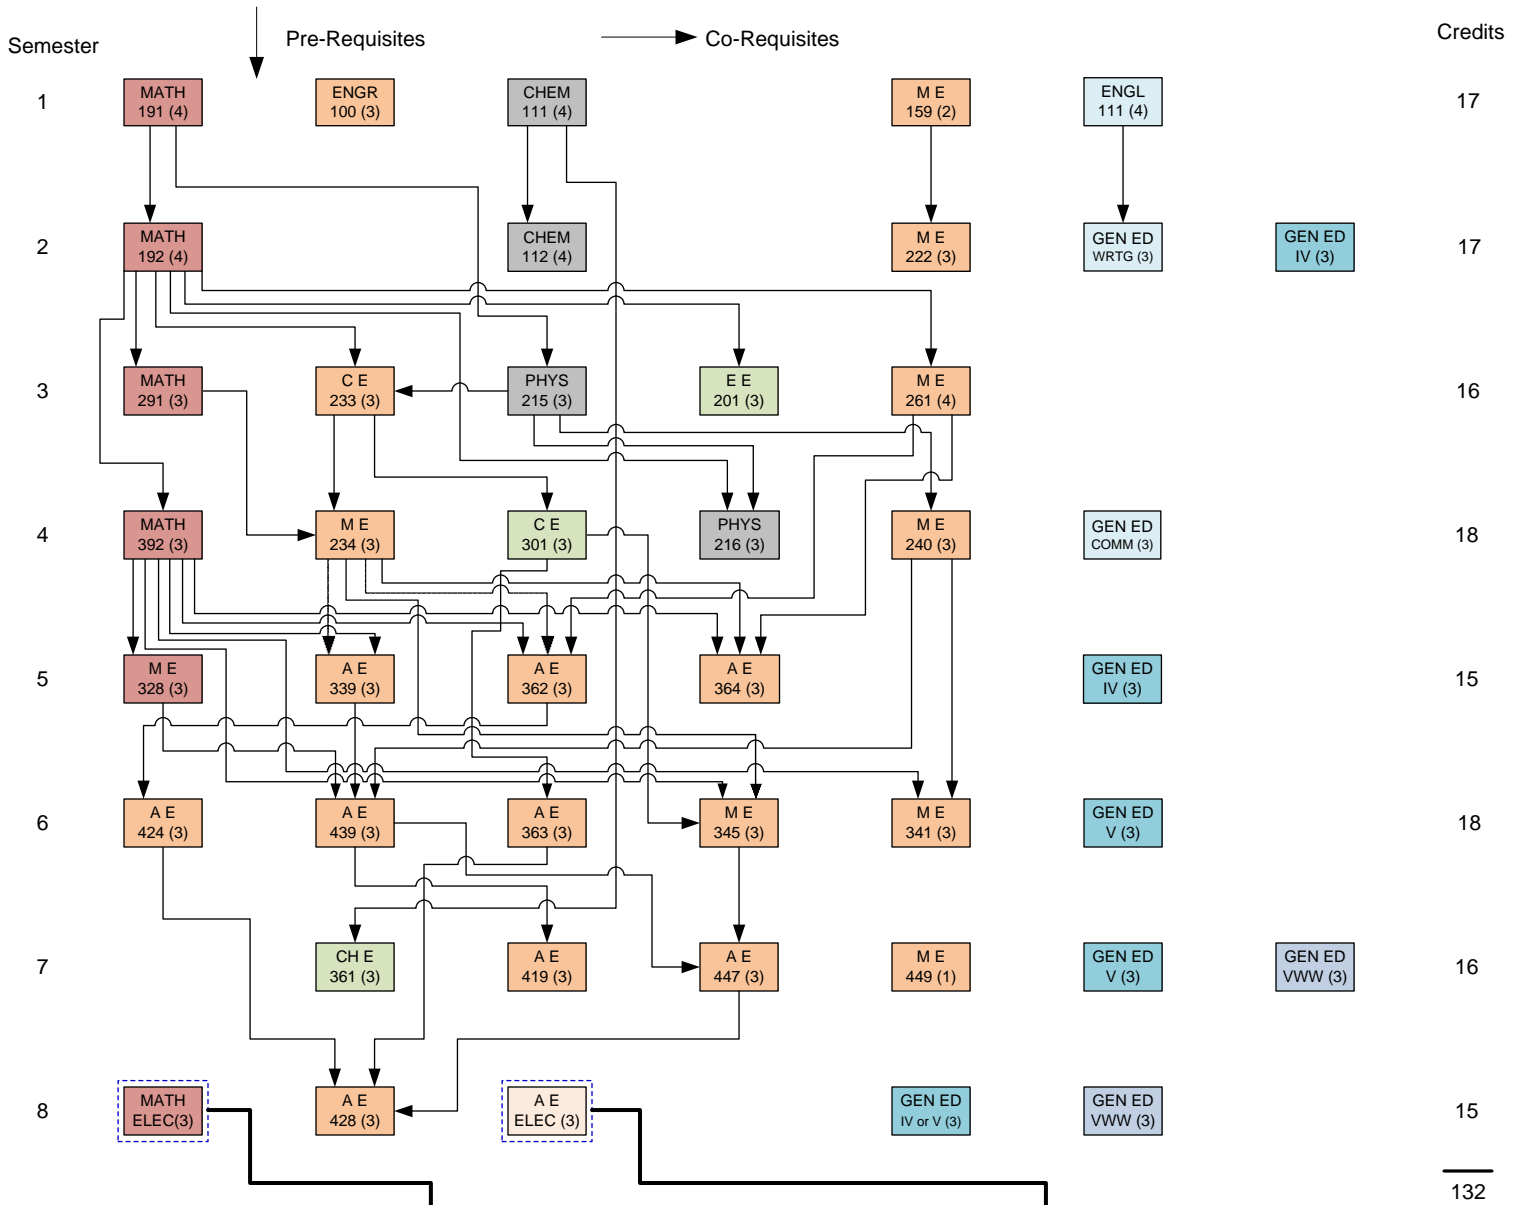 Pre-Requisites
Co-Requisites
Semester
Credits
1
MATH
191 (4)
ENGR
100 (3)
CHEM
111 (4)
M E
159 (2)
ENGL
111 (4)
17
2
MATH
192 (4)
CHEM
112 (4)
M E
222 (3)
GEN ED
WRTG (3)
GEN ED
IV (3)
17
3
MATH
291 (3)
C E
233 (3)
PHYS
215 (3)
E E
201 (3)
M E
261 (4)
16
4
MATH
392 (3)
M E
234 (3)
C E
301 (3)
PHYS
216 (3)
M E
240 (3)
GEN ED
COMM (3)
18
5
M E
328 (3)
A E
339 (3)
A E
362 (3)
A E
364 (3)
GEN ED
IV (3)
15
6
A E
424 (3)
A E
439 (3)
A E
363 (3)
M E
345 (3)
M E
341 (3)
GEN ED
V (3)
18
7
CH E
361 (3)
A E
419 (3)
A E
447 (3)
M E
449 (1)
GEN ED
V (3)
GEN ED
VWW (3)
16
8
MATH
ELEC(3)
A E
428 (3)
A E
ELEC (3)
GEN ED
IV or V (3)
GEN ED
VWW (3)
15
132